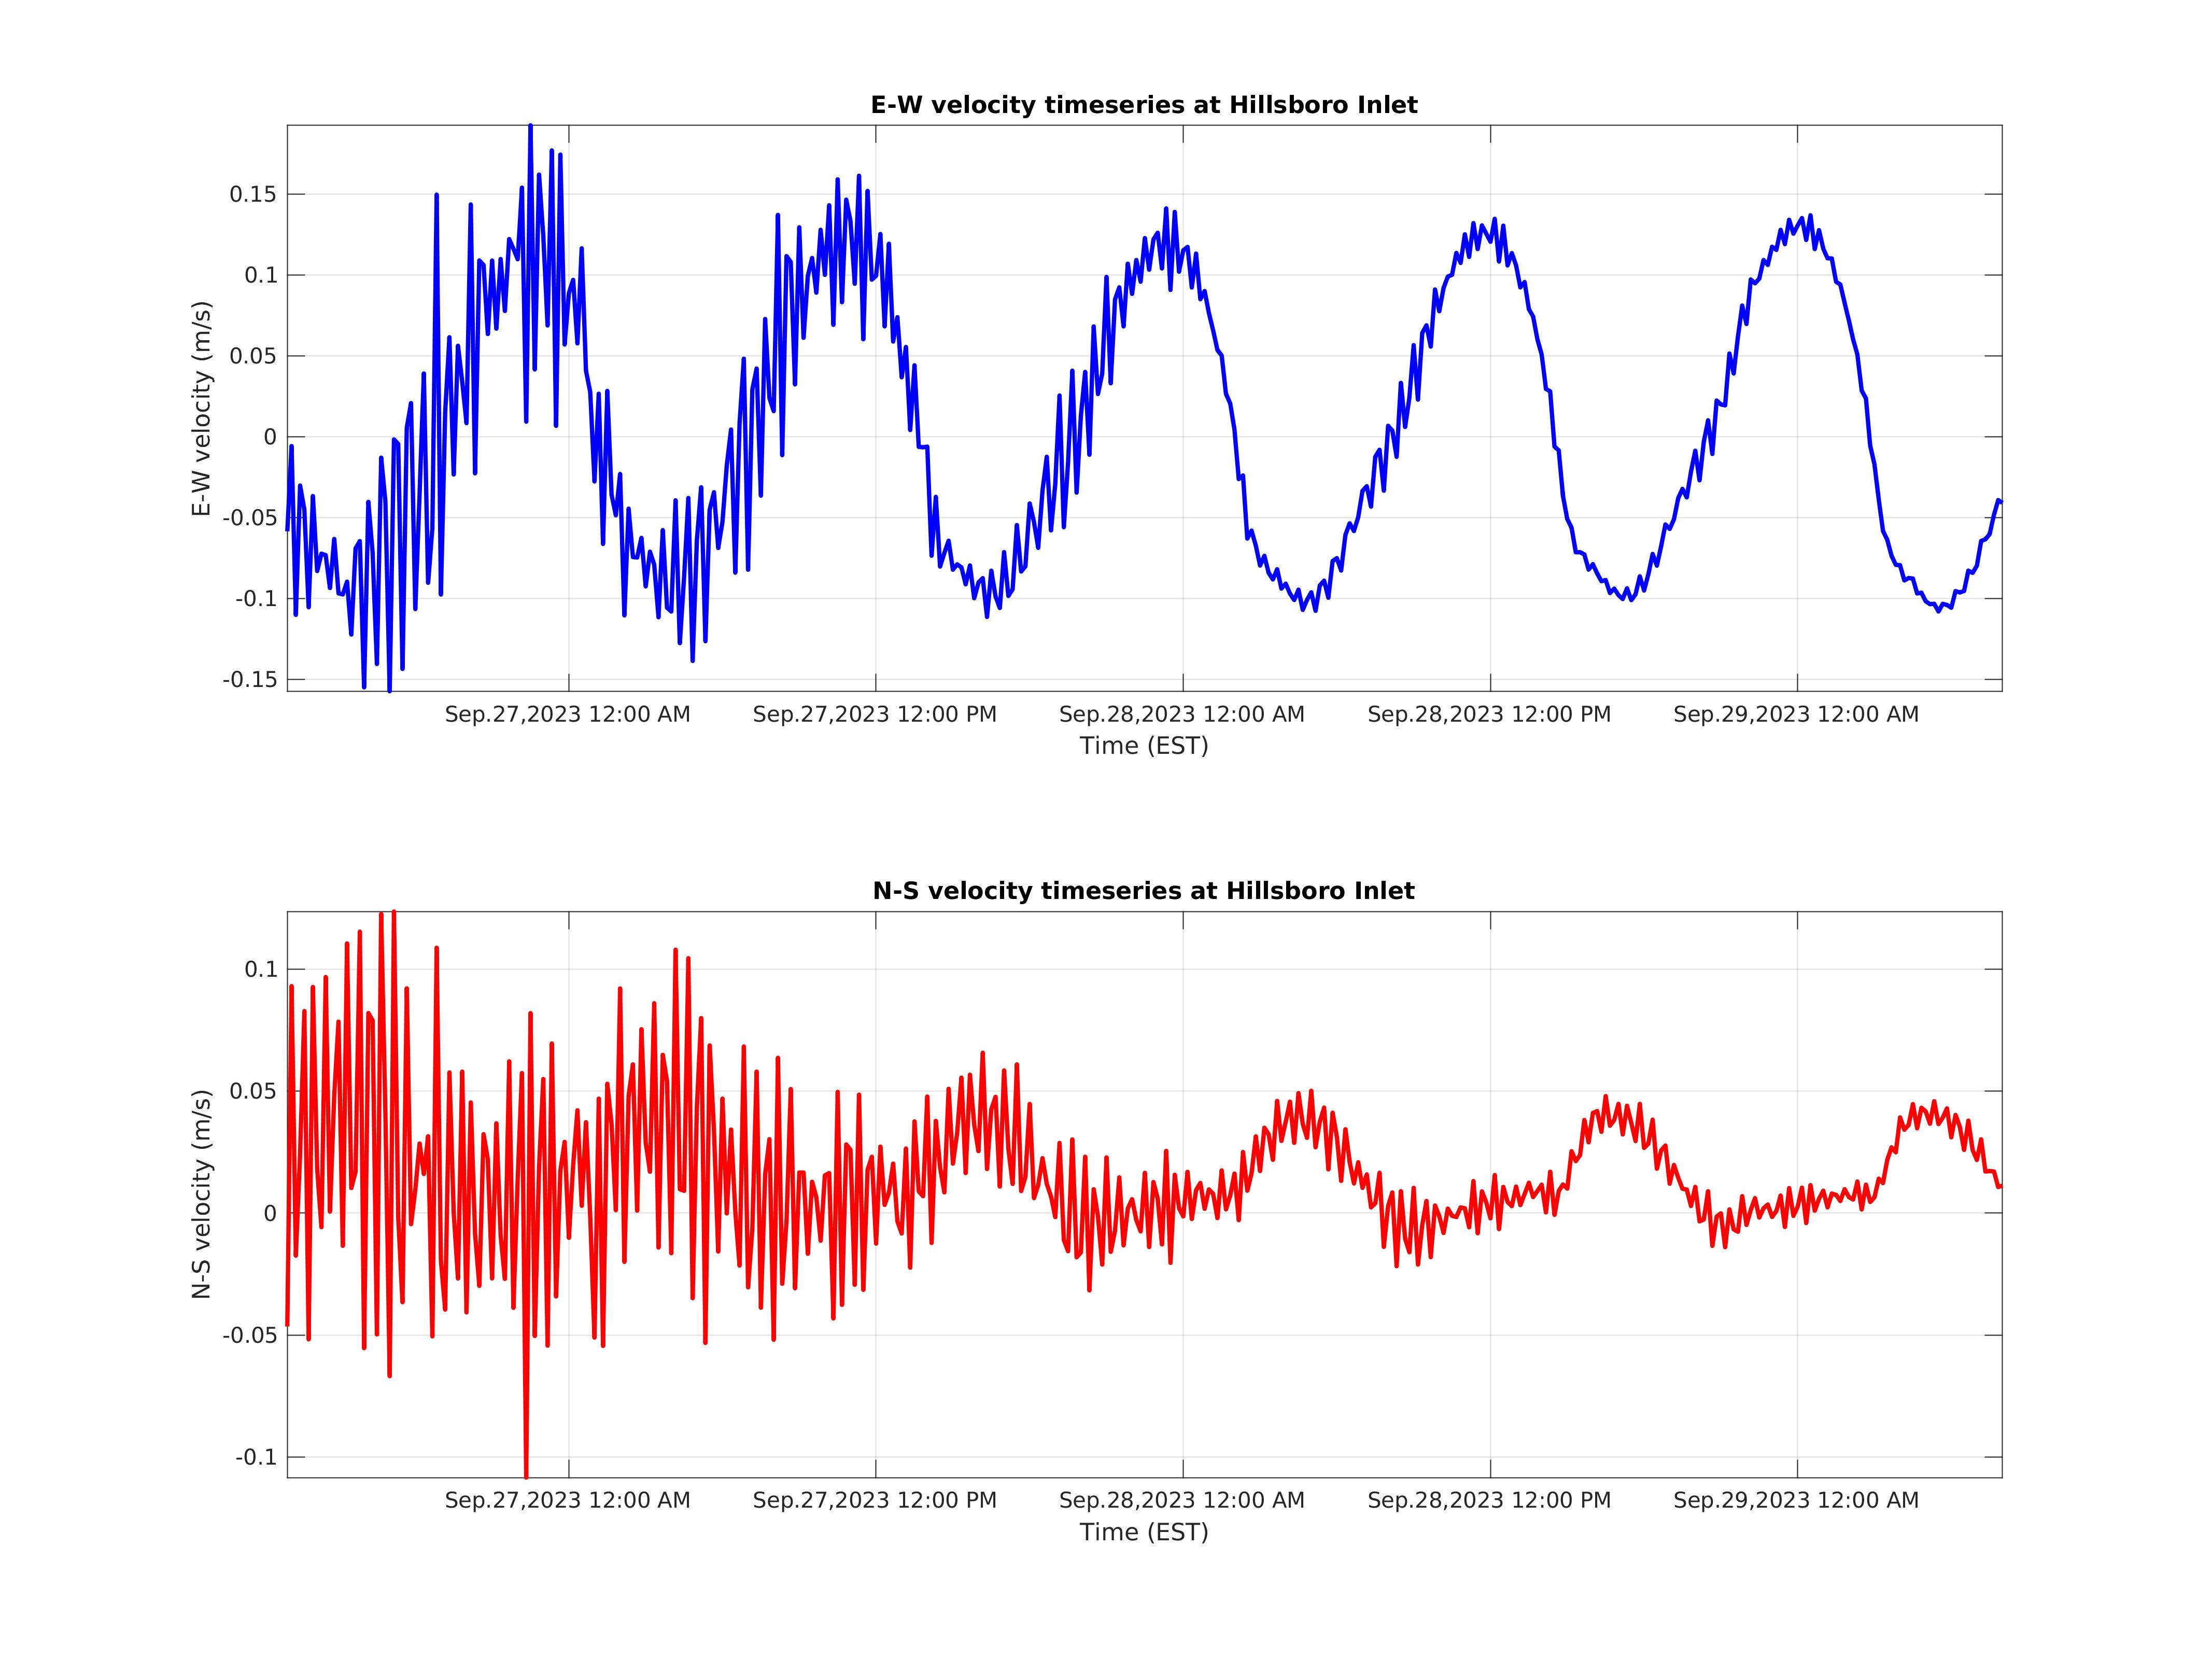 E-W velocity timeseries at Hillsboro Inlet
E-W velocity (m/s)
0.15
0.1
0.05
0
-0.05
-0.1
-0.15
Sep.27,2023 12:00 AM Sep.27,2023 12:00 PM Sep.28,2023 12:00 AM Sep.28,2023 12:00 PM Sep.29,2023 12:00 AM
Time (EST)
N-S velocity timeseries at Hillsboro Inlet
N-S velocity (m/s)
0.1
0.05
0
-0.05
-0.1
Sep.27,2023 12:00 AM Sep.27,2023 12:00 PM Sep.28,2023 12:00 AM Sep.28,2023 12:00 PM Sep.29,2023 12:00 AM
Time (EST)